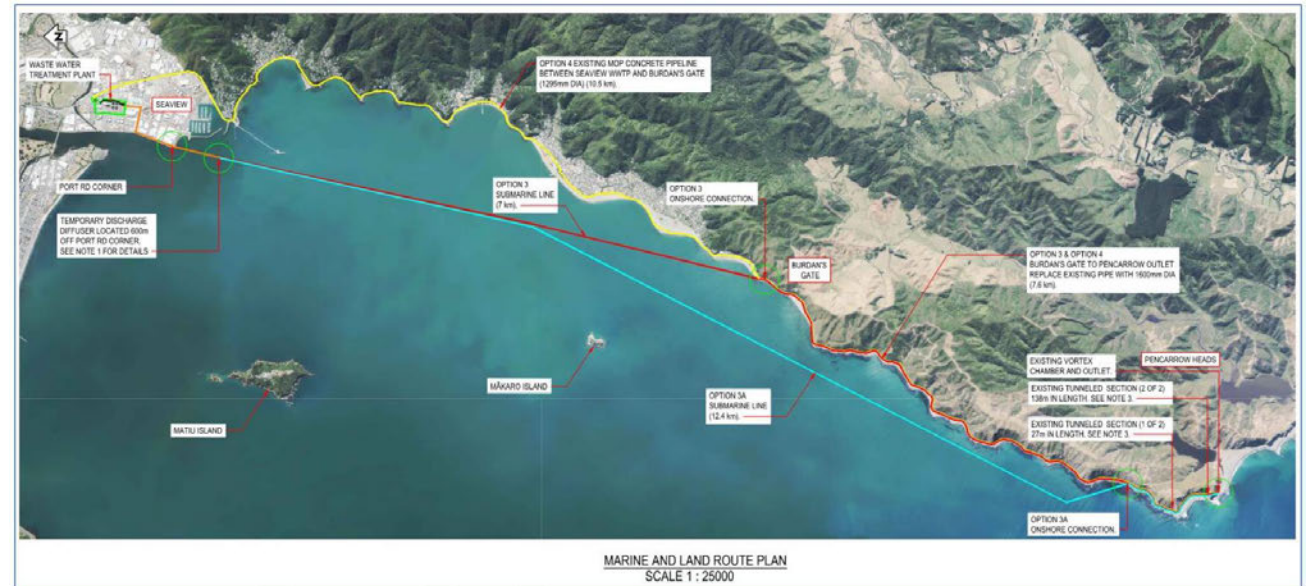 Z
WASTE WATER
TREATMENT PLANT
SEAVIEW
OPTION 4 EXISTING MOP CONCRETE PIPELINE
BETWEEN SEAVIEW WWTP AND BURDAN'S GATE
(1295mm DIA) (10.5 km).
PORT RD CORNER
TEMPORARY DISCHARGE
DIFFUSER LOCATED 600m
OFF PORT RD CORNER.
SEE NOTE 1 FOR DETAILS
OPTION 3
SUBMARINE LINE
(7 km).
OPTION 3
ONSHORE CONNECTION.
BURDAN'S
GATE
OPTION 3 & OPTION 4
BURDAN'S GATE TO PENCARROW OUTLET
REPLACE EXISTING PIPE WITH 1600mm DIA
(7.6 km).
MATIU ISLAND
MĀKARO ISLAND
OPTION 3A
SUBMARINE LINE
(12.4 km).
EXISTING VORTEX
CHAMBER AND OUTLET.
PENCARROW HEADS
EXISTING TUNNELED SECTION (2 OF 2)
138m IN LENGTH. SEE NOTE 3.
EXISTING TUNNELED SECTION (1 OF 2)
27m IN LENGTH. SEE NOTE 3.
OPTION 3A
ONSHORE CONNECTION.
MARINE AND LAND ROUTE PLAN
SCALE 1 : 25000